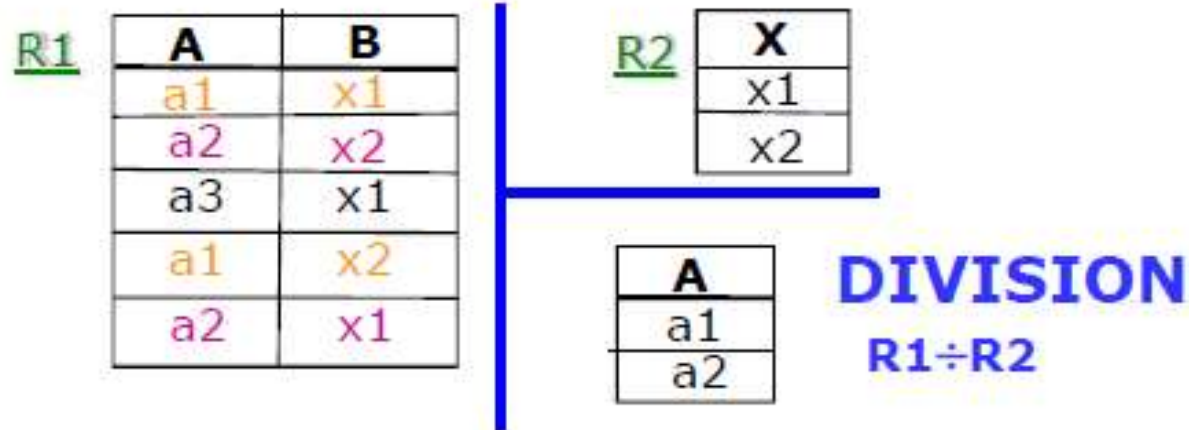 R1
A B
a1 x1
a2 x2
a3 x1
a1 x2
a2 x1
R2
X
x1
x2
A
a1
a2
DIVISION
R1÷R2